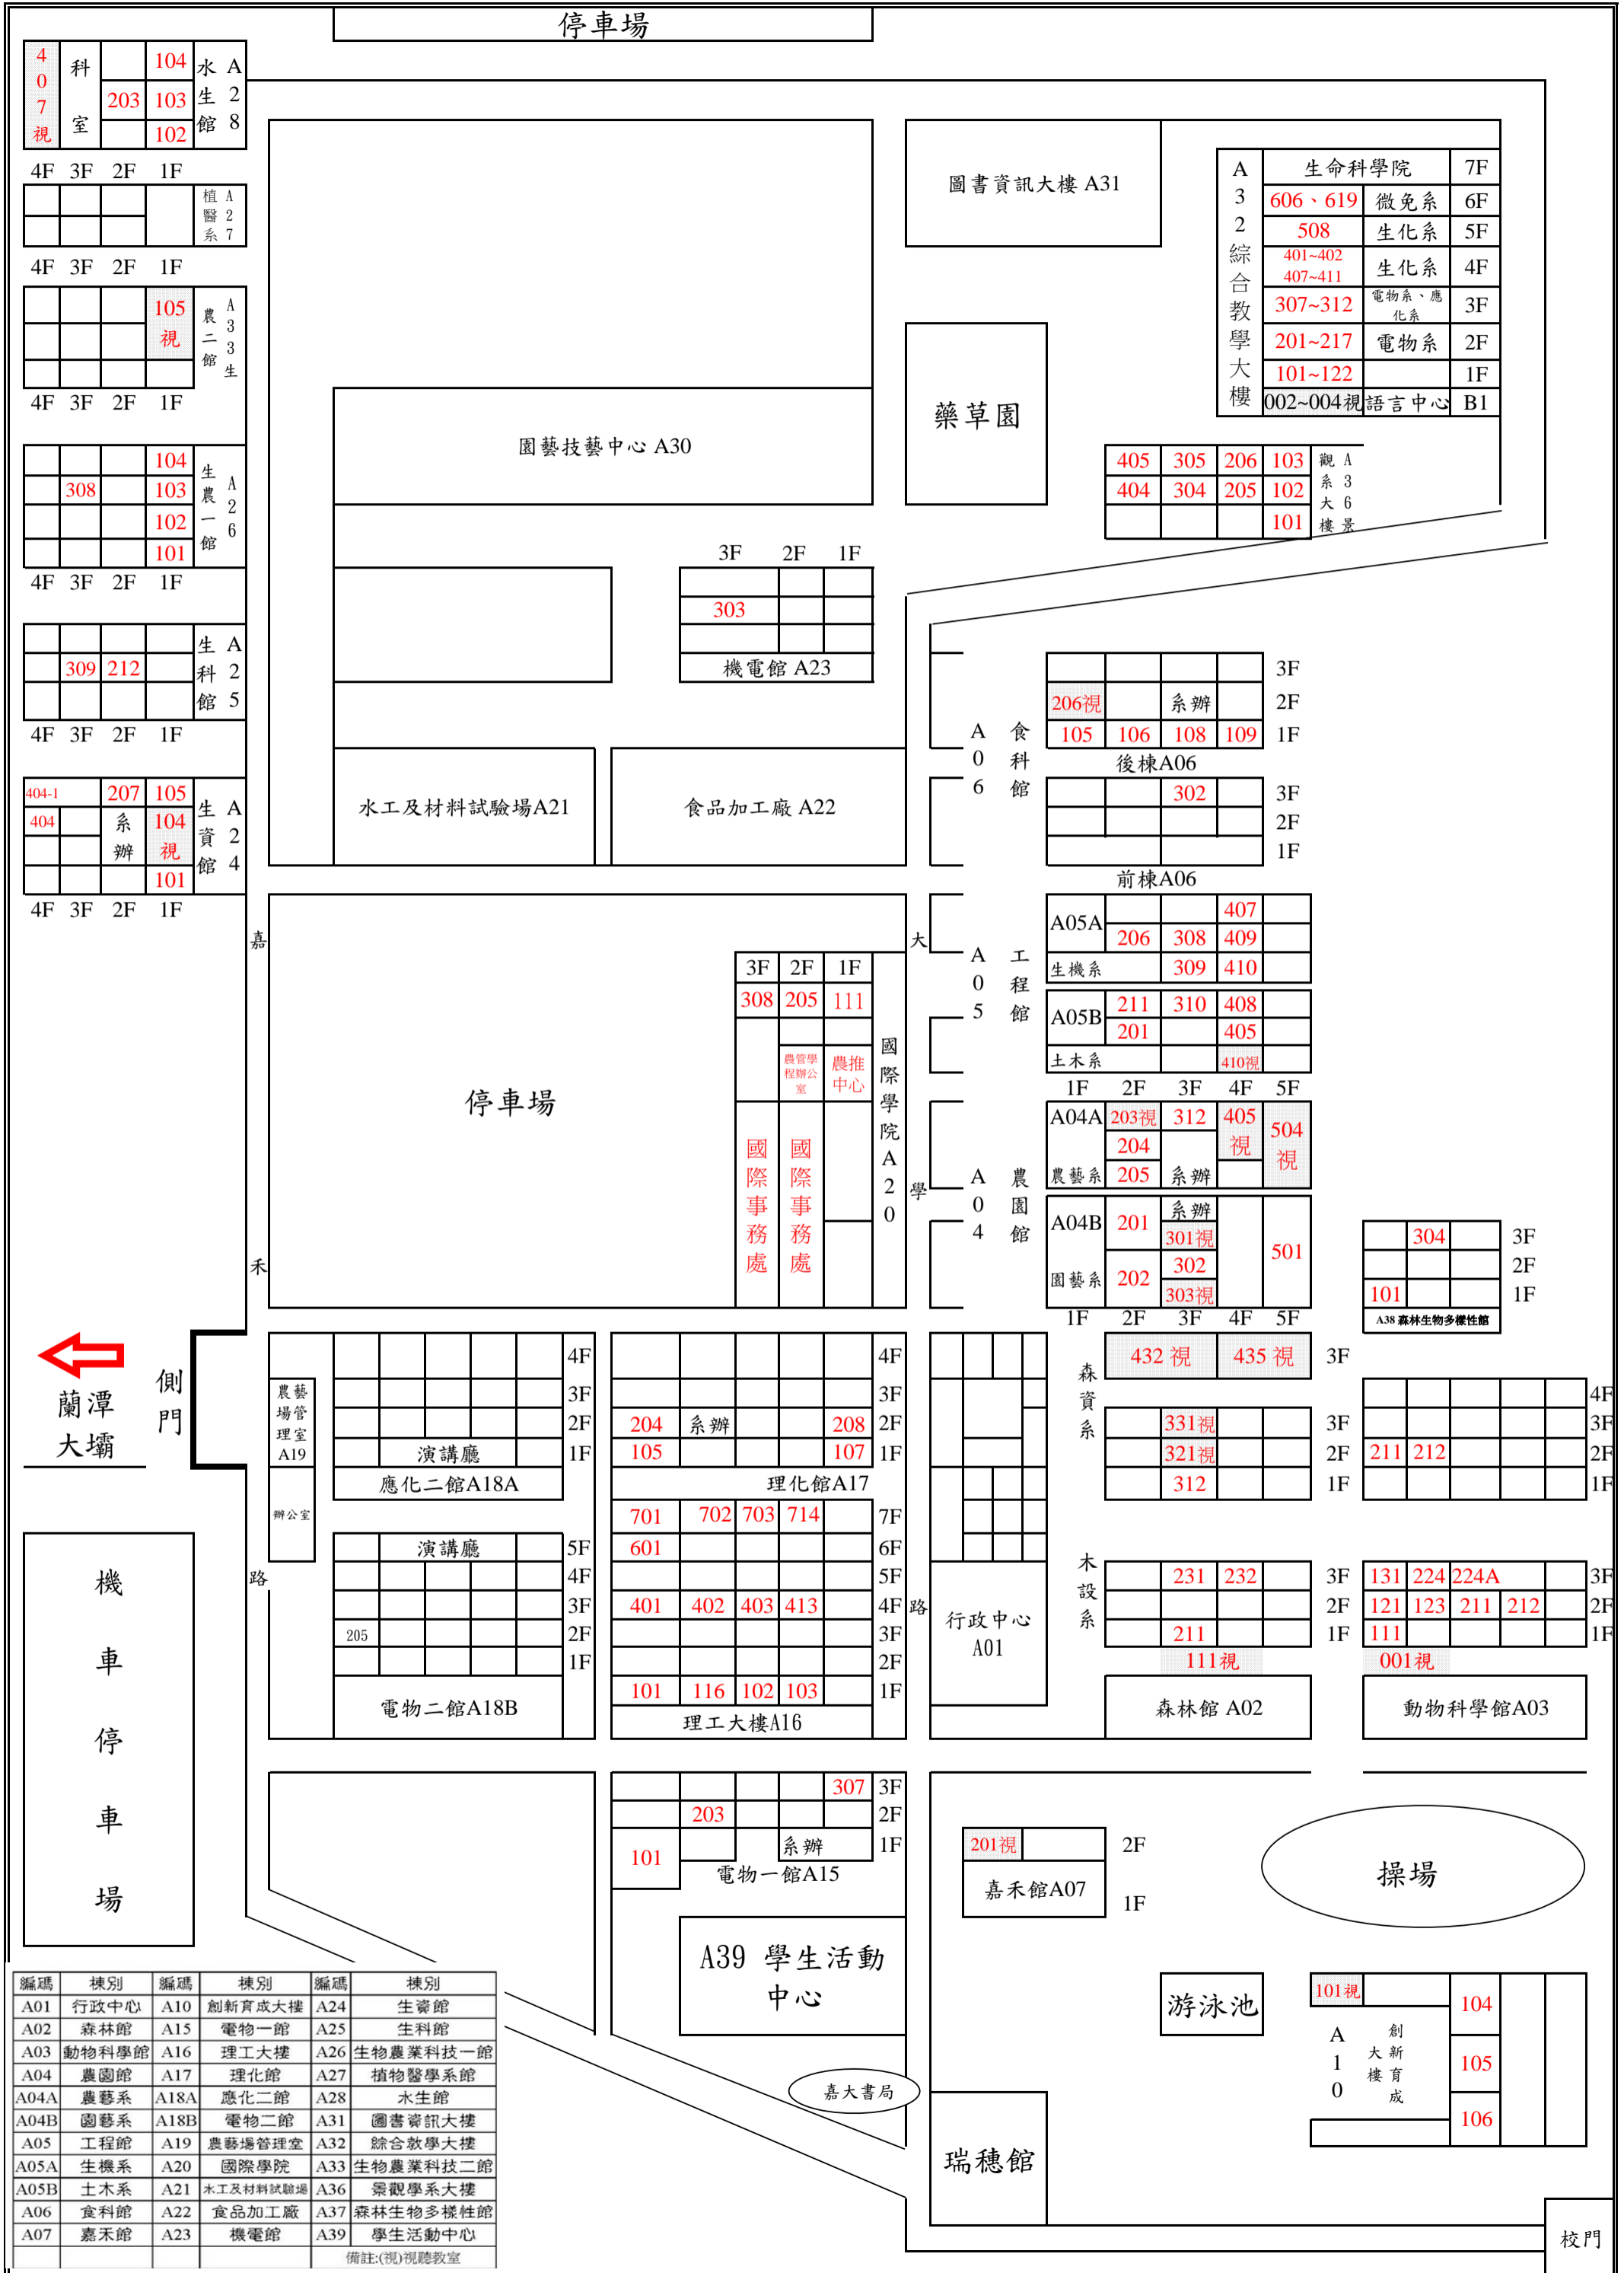 停車場
407視 科室 104 水生館 A28
203 103
102
4F 3F 2F 1F
植醫系 A27
4F 3F 2F 1F
105視 生農二館 A33
4F 3F 2F 1F
104 生農一館 A26
308 103
102
101
4F 3F 2F 1F
309 212 生科館 A25
4F 3F 2F 1F
404-1 207 105 生資館 A24
404 系辦 104視
101
4F 3F 2F 1F
圖書資訊大樓 A31
A32綜合教學大樓
生命科學院 7F
606、619 微免系 6F
508 生化系 5F
401~402
407~411 生化系 4F
307~312 電物系、應化系 3F
201~217 電物系 2F
101~122 1F
002~004視 語言中心 B1
藥草園
園藝技藝中心 A30
405 305 206 103 觀系大樓景 A36
404 304 205 102
101
3F 2F 1F
303
機電館 A23
水工及材料試驗場A21
食品加工廠 A22
A06 食科館
3F
206視 系辦 2F
105 106 108 109 1F
後棟A06
302 3F
2F
1F
前棟A06
A05 工程館
A05A 407
206 308 409
生機系 309 410
A05B 211 310 408
201 405
土木系 410視
1F 2F 3F 4F 5F
A04 農園館
A04A 203視 312 405視 504視
204
農藝系 205 系辦
A04B 201 系辦
301視 501
園藝系 202 302
303視
1F 2F 3F 4F 5F
嘉禾路
大學路
停車場
3F 2F 1F
308 205 111
農管學程辦公室 農推中心
國際事務處 國際事務處
國際學院A20
304 3F
2F
101 1F
A38 森林生物多樣性館
蘭潭大壩
側門
農藝場管理室A19
辦公室
4F
3F
2F
演講廳 1F
應化二館A18A
演講廳 5F
4F
3F
205 2F
1F
電物二館A18B
4F
3F
204 系辦 208 2F
105 107 1F
理化館A17
701 702 703 714 7F
601 6F
5F
401 402 403 413 4F
3F
2F
101 116 102 103 1F
理工大樓A16
行政中心
A01
森資系
432 視 435 視 3F
331視 3F
321視 2F
312 1F
木設系
231 232 3F
2F
211 1F
111視
森林館 A02
4F
3F
211 212 2F
1F
131 224 224A 3F
121 123 211 212 2F
111 1F
001視
動物科學館A03
機車停車場
307 3F
203 2F
101 系辦 1F
電物一館A15
A39 學生活動中心
201視 2F
嘉禾館A07 1F
操場
游泳池
101視 104
A10 創新育成大樓 105
106
嘉大書局
瑞穗館
校門
編碼 棟別 編碼 棟別 編碼 棟別
A01 行政中心 A10 創新育成大樓 A24 生資館
A02 森林館 A15 電物一館 A25 生科館
A03 動物科學館 A16 理工大樓 A26 生物農業科技一館
A04 農園館 A17 理化館 A27 植物醫學系館
A04A 農藝系 A18A 應化二館 A28 水生館
A04B 園藝系 A18B 電物二館 A31 圖書資訊大樓
A05 工程館 A19 農藝場管理室 A32 綜合教學大樓
A05A 生機系 A20 國際學院 A33 生物農業科技二館
A05B 土木系 A21 水工及材料試驗場 A36 景觀學系大樓
A06 食科館 A22 食品加工廠 A37 森林生物多樣性館
A07 嘉禾館 A23 機電館 A39 學生活動中心
備註:(視)視聽教室